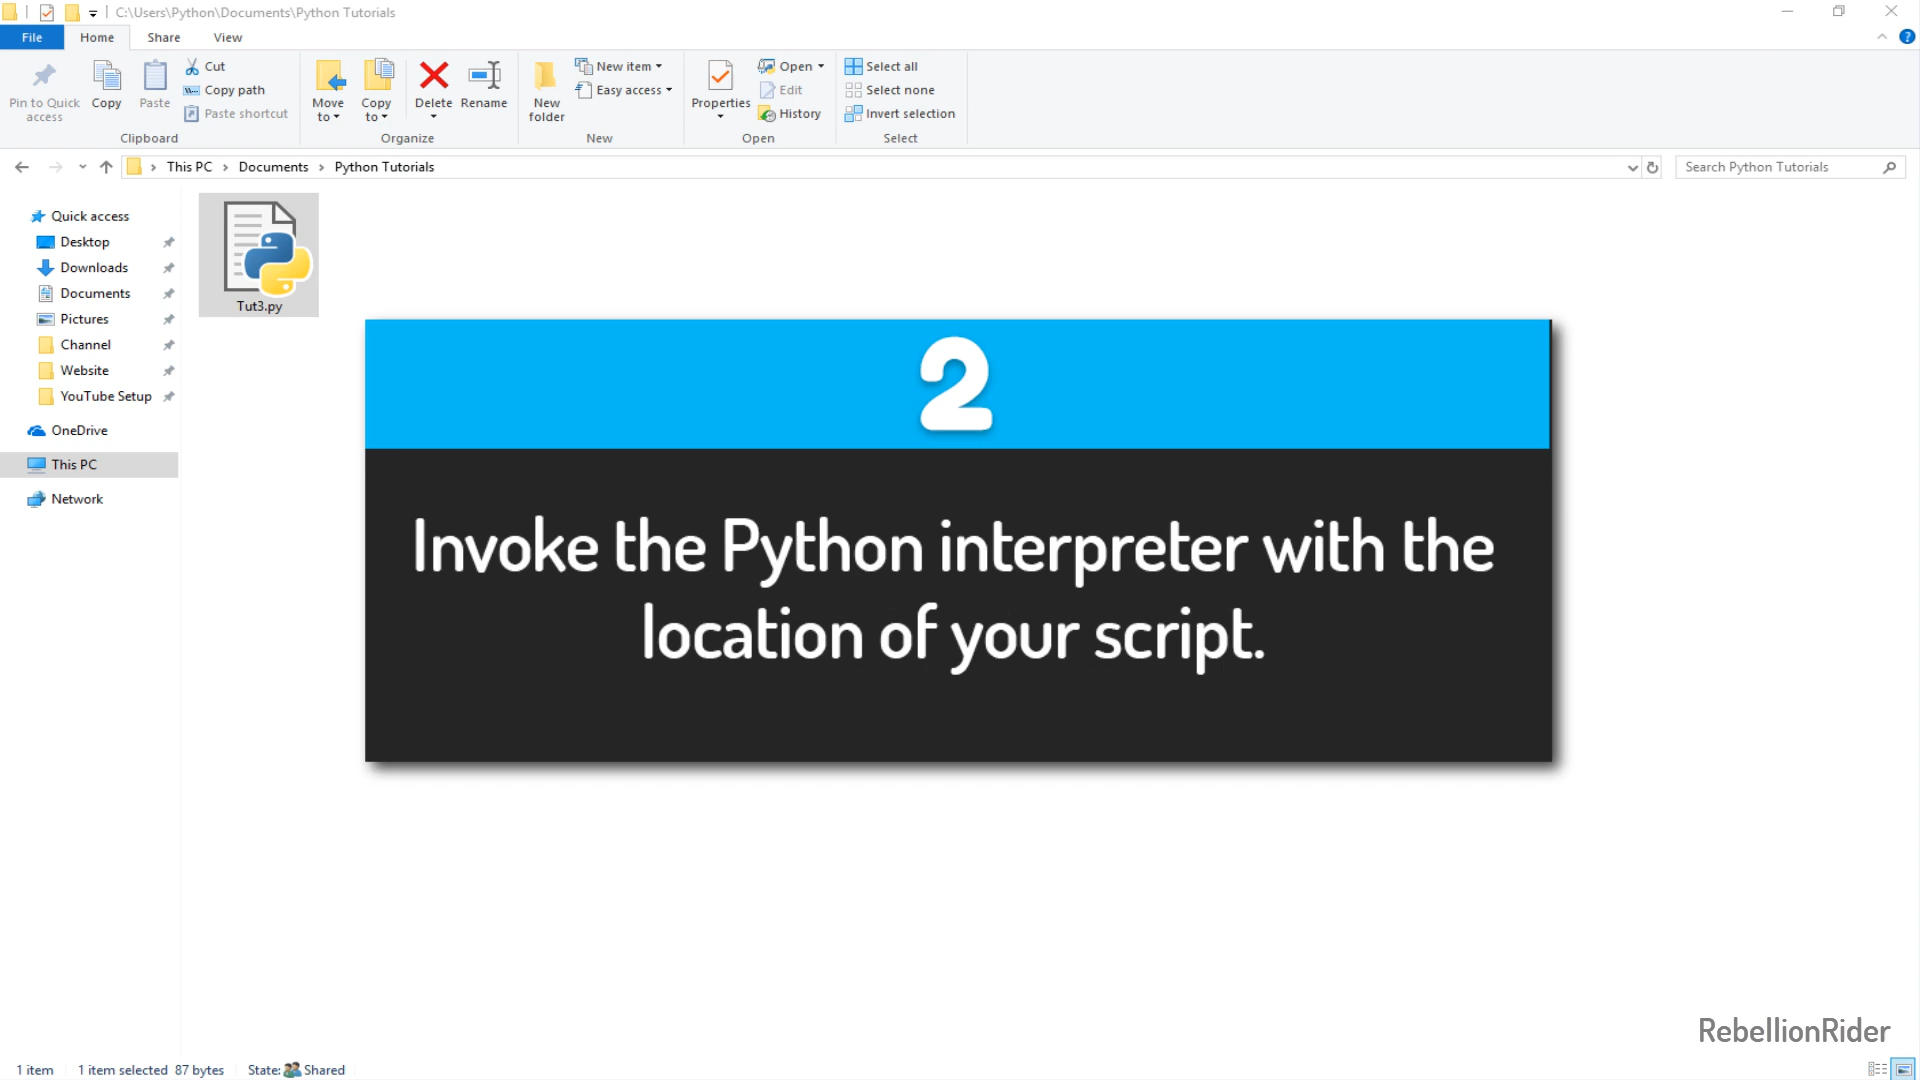 C:\Users\Python\Documents\Python Tutorials
File Home Share View
Pin to Quick access
Copy
Paste
Cut
Copy path
Paste shortcut
Clipboard
Move to
Copy to
Delete
Rename
Organize
New folder
New item
Easy access
New
Properties
Open
Edit
History
Open
Select all
Select none
Invert selection
Select
This PC Documents Python Tutorials
Search Python Tutorials
Quick access
Desktop
Downloads
Documents
Pictures
Channel
Website
YouTube Setup
OneDrive
This PC
Network
Tut3.py
2
Invoke the Python interpreter with the
location of your script.
RebellionRider
1 item 1 item selected 87 bytes State: Shared